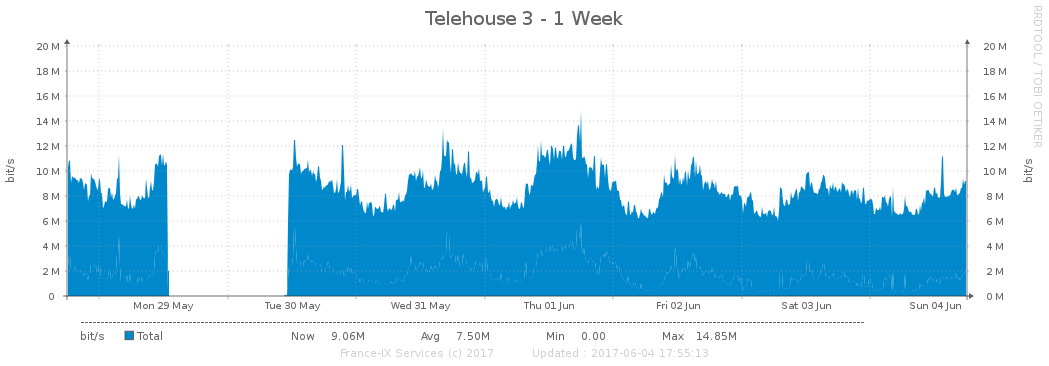 Telehouse 3 - 1 Week
RRDTOOL / TOBI OETIKER
bit/s
20 M 20 M
18 M 18 M
16 M 16 M
14 M 14 M
12 M 12 M
10 M 10 M
8 M 8 M
6 M 6 M
4 M 4 M
2 M 2 M
0 0 M
bit/s
Mon 29 May Tue 30 May Wed 31 May Thu 01 Jun Fri 02 Jun Sat 03 Jun Sun 04 Jun
bit/s Total Now 9.06M Avg 7.50M Min 0.00 Max 14.85M
France-IX Services (c) 2017 Updated : 2017-06-04 17:55:13